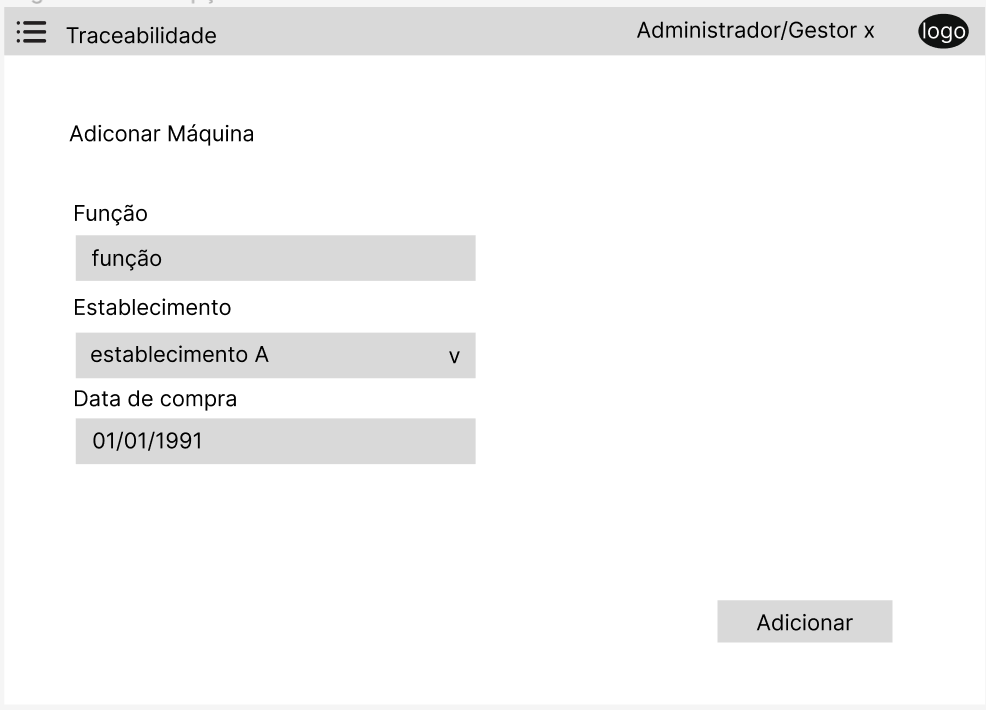 Traceabilidade
Administrador/Gestor x
logo
Adiconar Máquina
Função
função
Establecimento
establecimento A
v
Data de compra
01/01/1991
Adicionar